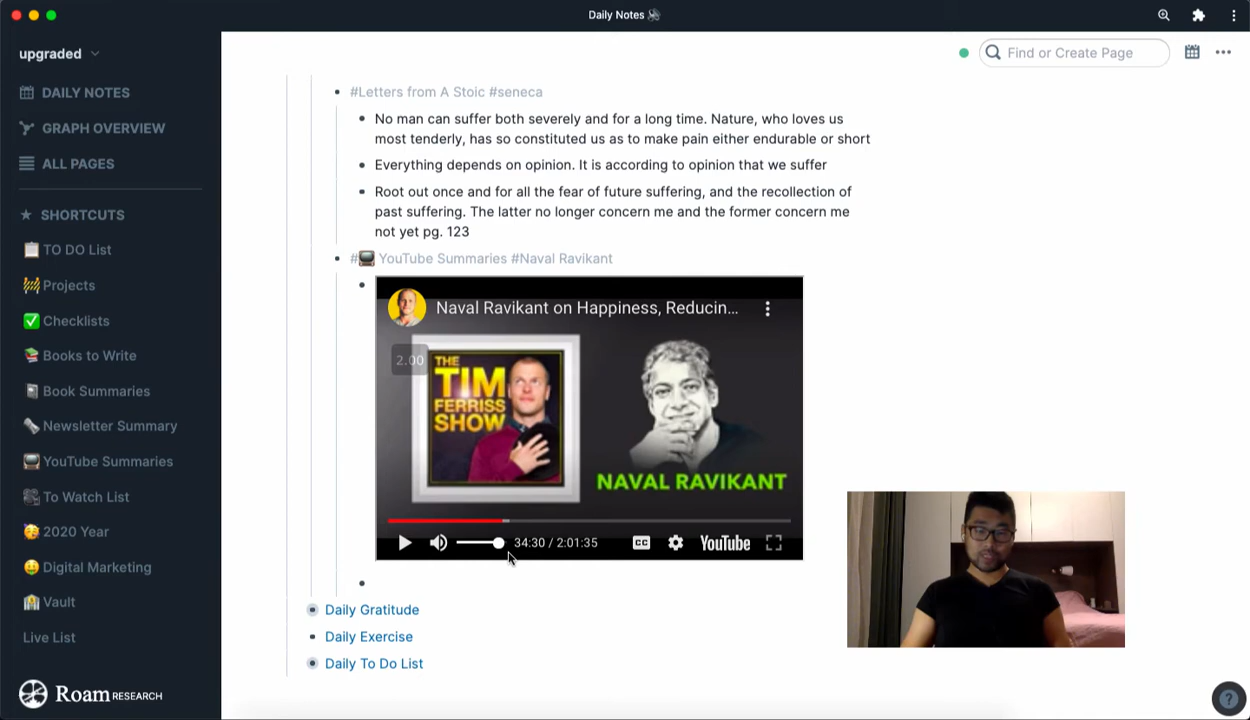 Daily Notes
upgraded
DAILY NOTES
GRAPH OVERVIEW
ALL PAGES
SHORTCUTS
TO DO List
Projects
Checklists
Books to Write
Book Summaries
Newsletter Summary
YouTube Summaries
To Watch List
2020 Year
Digital Marketing
Vault
Live List
Roam RESEARCH
Find or Create Page
#Letters from A Stoic #seneca
No man can suffer both severely and for a long time. Nature, who loves us
most tenderly, has so constituted us as to make pain either endurable or short
Everything depends on opinion. It is according to opinion that we suffer
Root out once and for all the fear of future suffering, and the recollection of
past suffering. The latter no longer concern me and the former concern me
not yet pg. 123
#📺 YouTube Summaries #Naval Ravikant
Naval Ravikant on Happiness, Reducin...
2.00
THE
TIM
FERRISS
SHOW
NAVAL RAVIKANT
34:30 / 2:01:35
CC
YouTube
Daily Gratitude
Daily Exercise
Daily To Do List
?